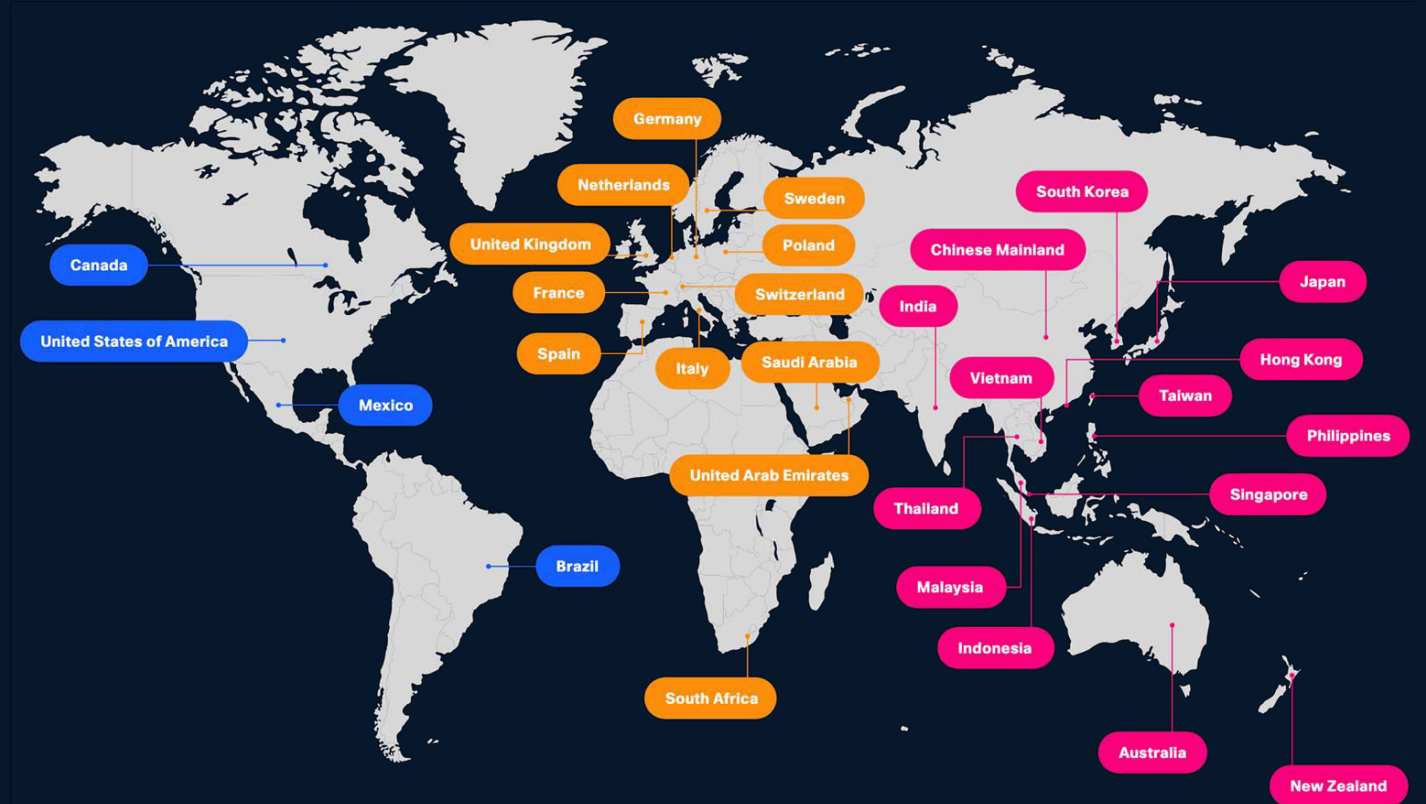 Germany
Netherlands
Sweden
South Korea
United Kingdom
Poland
Chinese Mainland
Canada
France
Switzerland
India
Japan
United States of America
Spain
Italy
Saudi Arabia
Vietnam
Hong Kong
Mexico
Taiwan
Philippines
United Arab Emirates
Thailand
Singapore
Brazil
Malaysia
Indonesia
South Africa
Australia
New Zealand